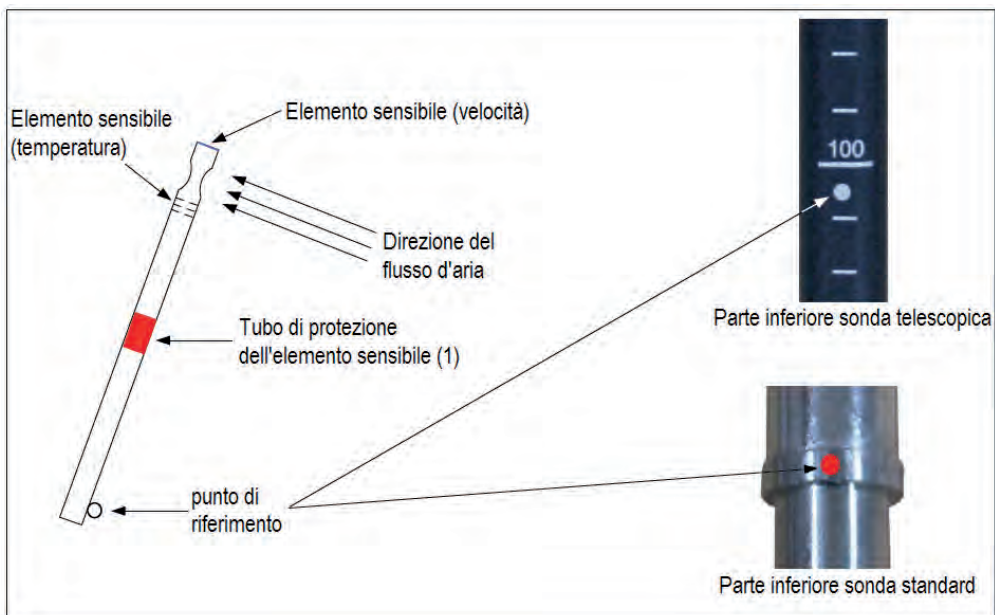 Elemento sensibile
(temperatura)
Elemento sensibile (velocità)
Direzione del
flusso d'aria
Tubo di protezione
dell'elemento sensibile (1)
punto di
riferimento
100
Parte inferiore sonda telescopica
Parte inferiore sonda standard